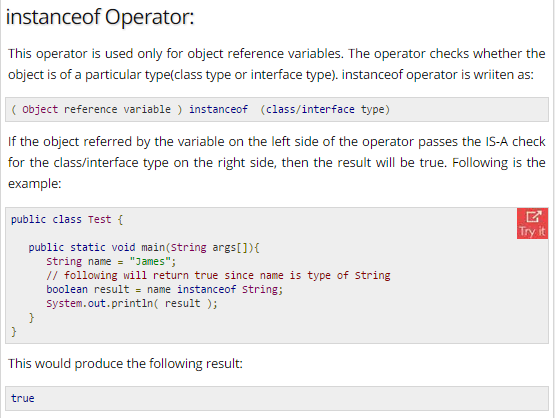 instanceof Operator:
This operator is used only for object reference variables. The operator checks whether the
object is of a particular type(class type or interface type). instanceof operator is wriiten as:
( Object reference variable ) instanceof  (class/interface type)
If the object referred by the variable on the left side of the operator passes the IS-A check
for the class/interface type on the right side, then the result will be true. Following is the
example:
public class Test {
Try it
public static void main(String args[]){
String name = "James";
// following will return true since name is type of String
boolean result = name instanceof String;
System.out.println( result );
}
}
This would produce the following result:
true